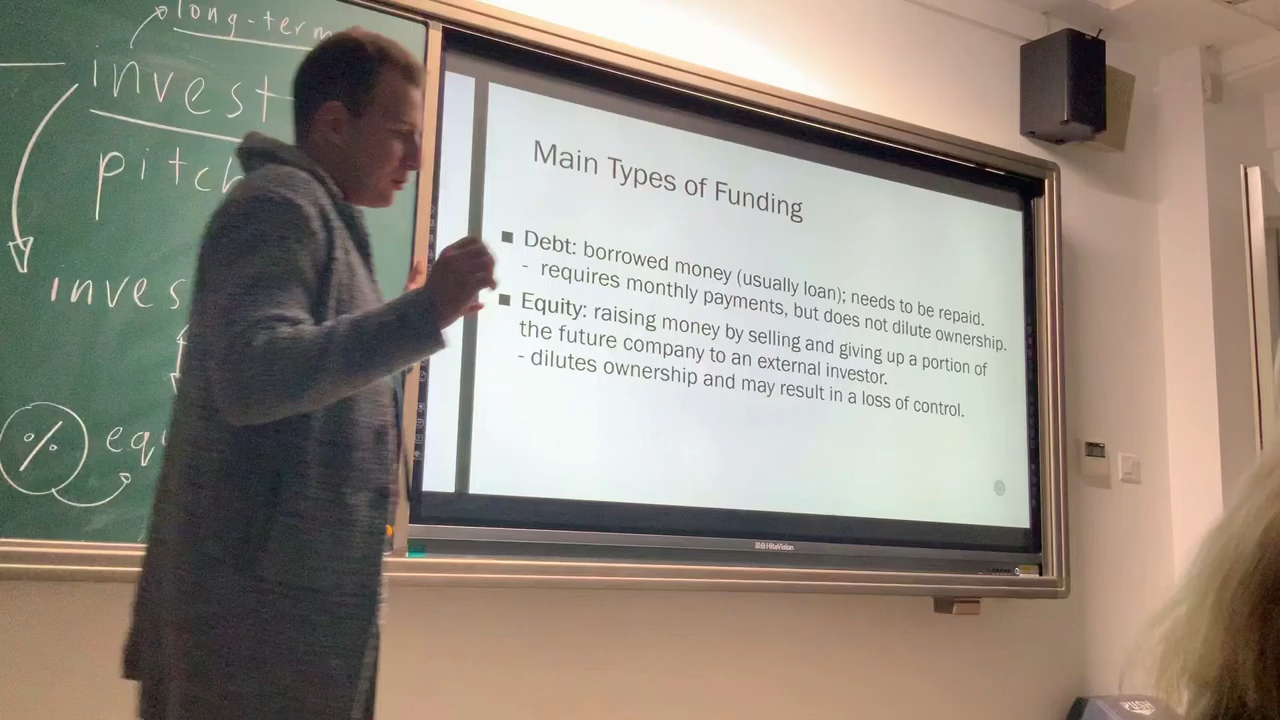 long-term
invest
pitch
inves
% equ
Main Types of Funding
■ Debt: borrowed money (usually loan); needs to be repaid.
- requires monthly payments, but does not dilute ownership.
■ Equity: raising money by selling and giving up a portion of
the future company to an external investor.
- dilutes ownership and may result in a loss of control.
HiteVision
PUSH